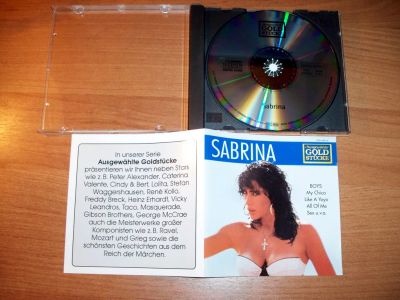 GOLD
STÜCKE
Sabrina
In unserer Serie
Ausgewählte Goldstücke
präsentieren wir Ihnen neben Stars
wie z.B. Peter Alexander, Caterina
Valente, Cindy & Bert, Lolita, Stefan
Waggershausen, René Kollo,
Freddy Breck, Heinz Erhardt, Vicky
Leandros, Taco, Masquerade,
Gibson Brothers, George McCrae
auch die Meisterwerke großer
Komponisten wie z.B. Ravel,
Mozart und Grieg sowie die
schönsten Geschichten aus dem
Reich der Märchen.
SABRINA
GOLD
STÜCKE
BOYS
My Chico
Like A Yoyo
All Of Me
Sex u.v.a.